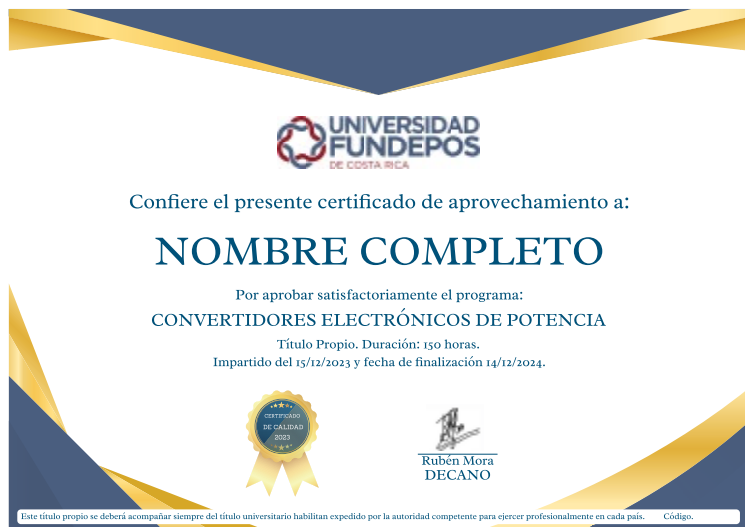 UNIVERSIDAD
FUNDEPOS
DE COSTA RICA
Confiere el presente certificado de aprovechamiento a:
NOMBRE COMPLETO
Por aprobar satisfactoriamente el programa:
CONVERTIDORES ELECTRÓNICOS DE POTENCIA
Título Propio. Duración: 150 horas.
Impartido del 15/12/2023 y fecha de finalización 14/12/2024.
CERTIFICADO
DE CALIDAD
2023
Rubén Mora
DECANO
Este título propio se deberá acompañar siempre del título universitario habilitan expedido por la autoridad competente para ejercer profesionalmente en cada país. Código.